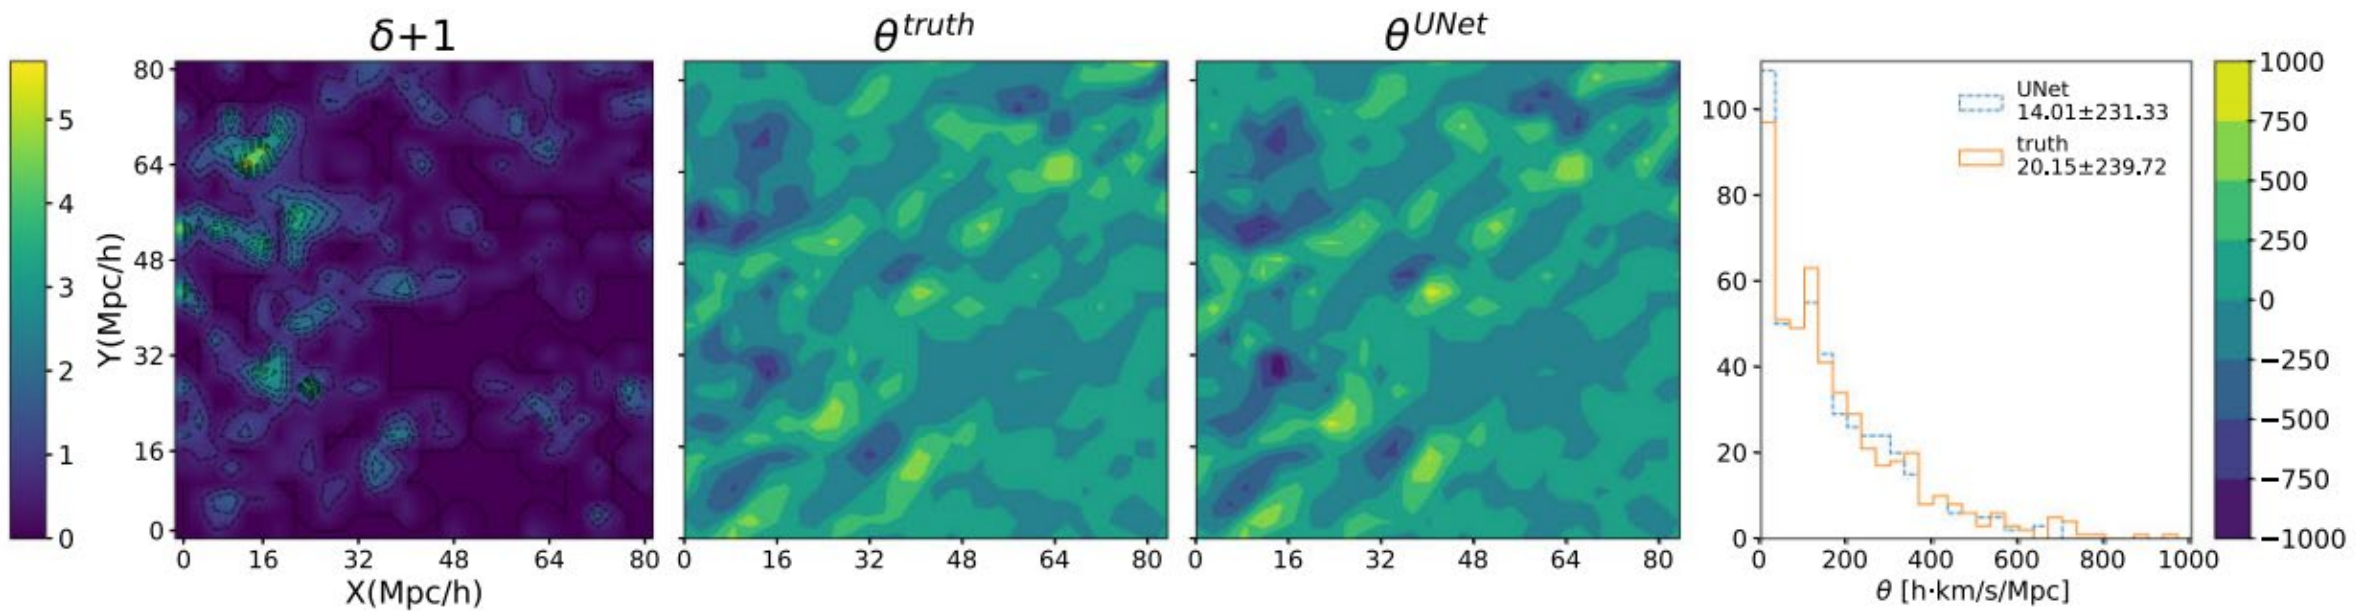 δ+1
θ^truth
θ^UNet
5
4
3
2
1
0
Y(Mpc/h)
80
64
48
32
16
0
0 16 32 48 64 80
X(Mpc/h)
0 16 32 48 64 80
0 16 32 48 64 80
100
80
60
40
20
0
UNet
14.01±231.33
truth
20.15±239.72
0 200 400 600 800 1000
θ [h·km/s/Mpc]
1000
750
500
250
0
−250
−500
−750
−1000